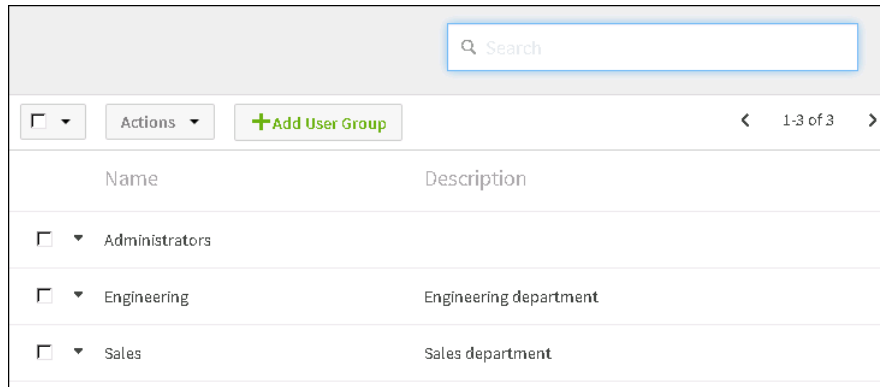 Search
Actions
+Add User Group
1-3 of 3
Name Description
Administrators
Engineering Engineering department
Sales Sales department